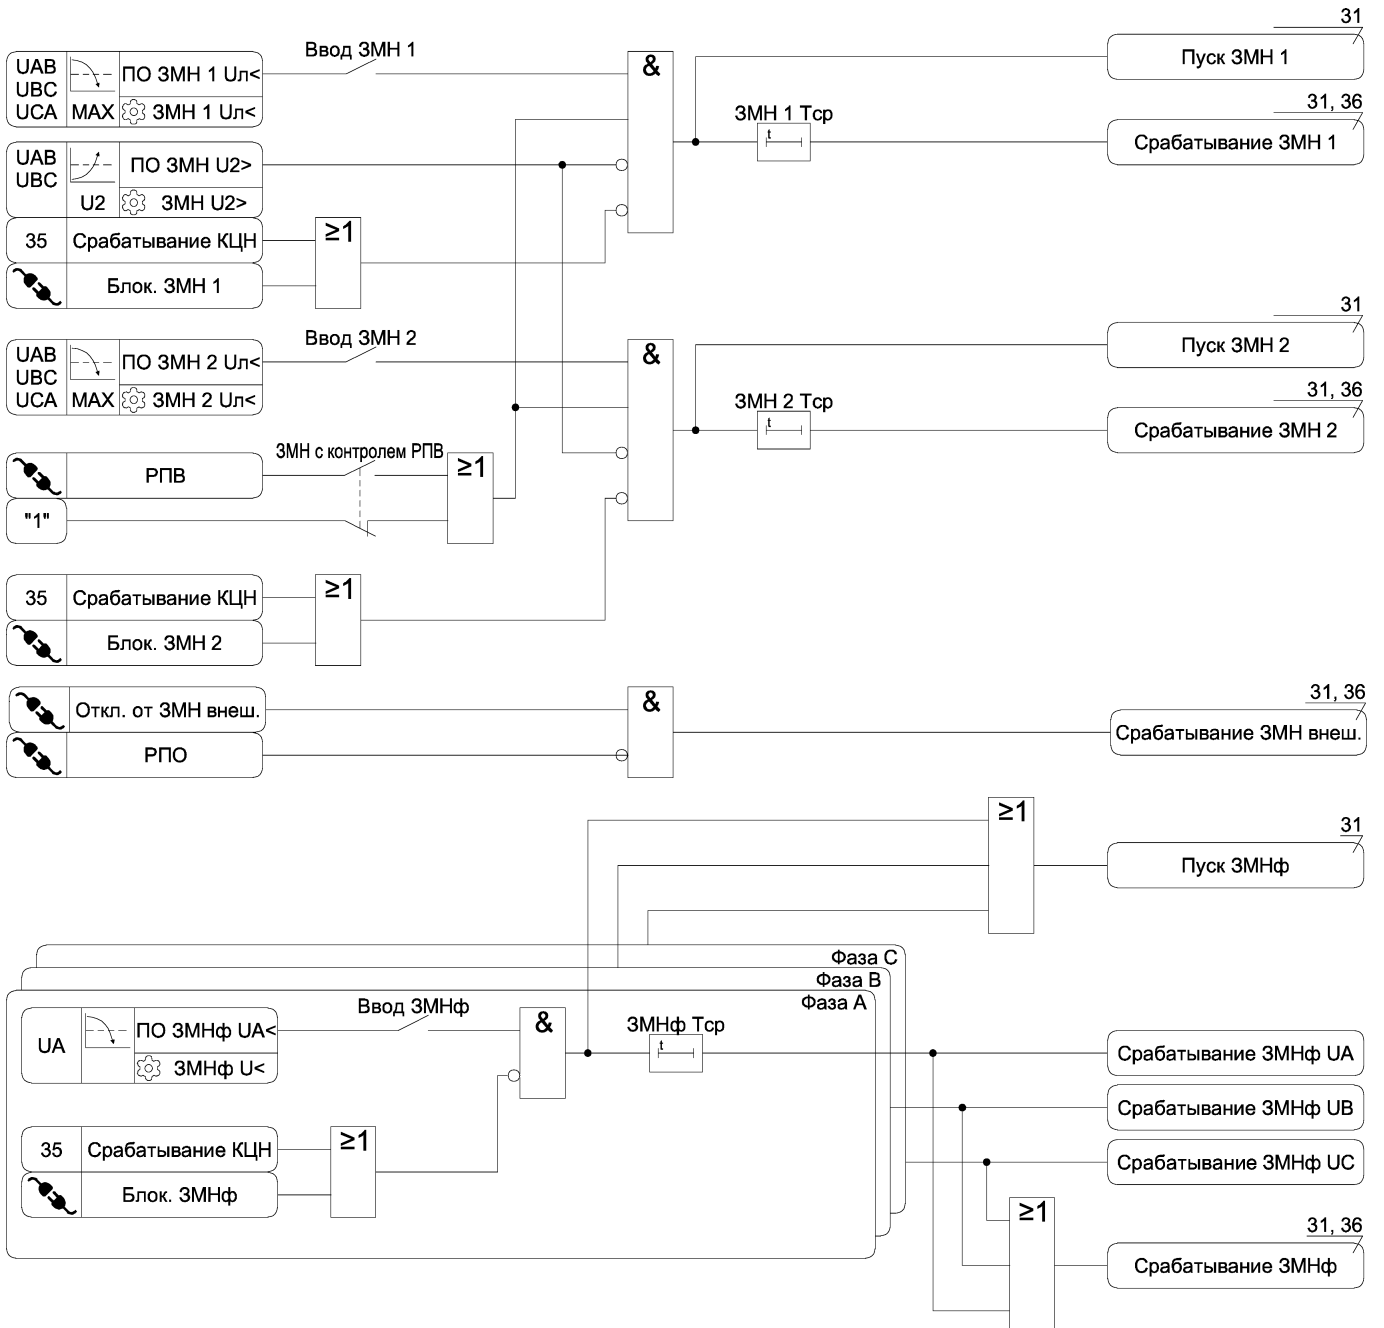 31
Ввод ЗМН 1
UAB
UBC
UCA
MAX
ПО ЗМН 1 Uл<
ЗМН 1 Uл<
&
Пуск ЗМН 1
31, 36
ЗМН 1 Тср
t
Срабатывание ЗМН 1
UAB
UBC
U2
ПО ЗМН U2>
ЗМН U2>
35
Срабатывание КЦН
≥1
Блок. ЗМН 1
31
Ввод ЗМН 2
UAB
UBC
UCA
MAX
ПО ЗМН 2 Uл<
ЗМН 2 Uл<
&
Пуск ЗМН 2
31, 36
ЗМН 2 Тср
t
Срабатывание ЗМН 2
ЗМН с контролем РПВ
РПВ
≥1
"1"
35
Срабатывание КЦН
≥1
Блок. ЗМН 2
Откл. от ЗМН внеш.
&
31, 36
Срабатывание ЗМН внеш.
РПО
≥1
31
Пуск ЗМНф
Фаза C
Фаза B
Фаза A
Ввод ЗМНф
UA
ПО ЗМНф UA<
ЗМНф U<
&
ЗМНф Тср
t
Срабатывание ЗМНф UA
Срабатывание ЗМНф UB
35
Срабатывание КЦН
≥1
Блок. ЗМНф
Срабатывание ЗМНф UC
≥1
31, 36
Срабатывание ЗМНф